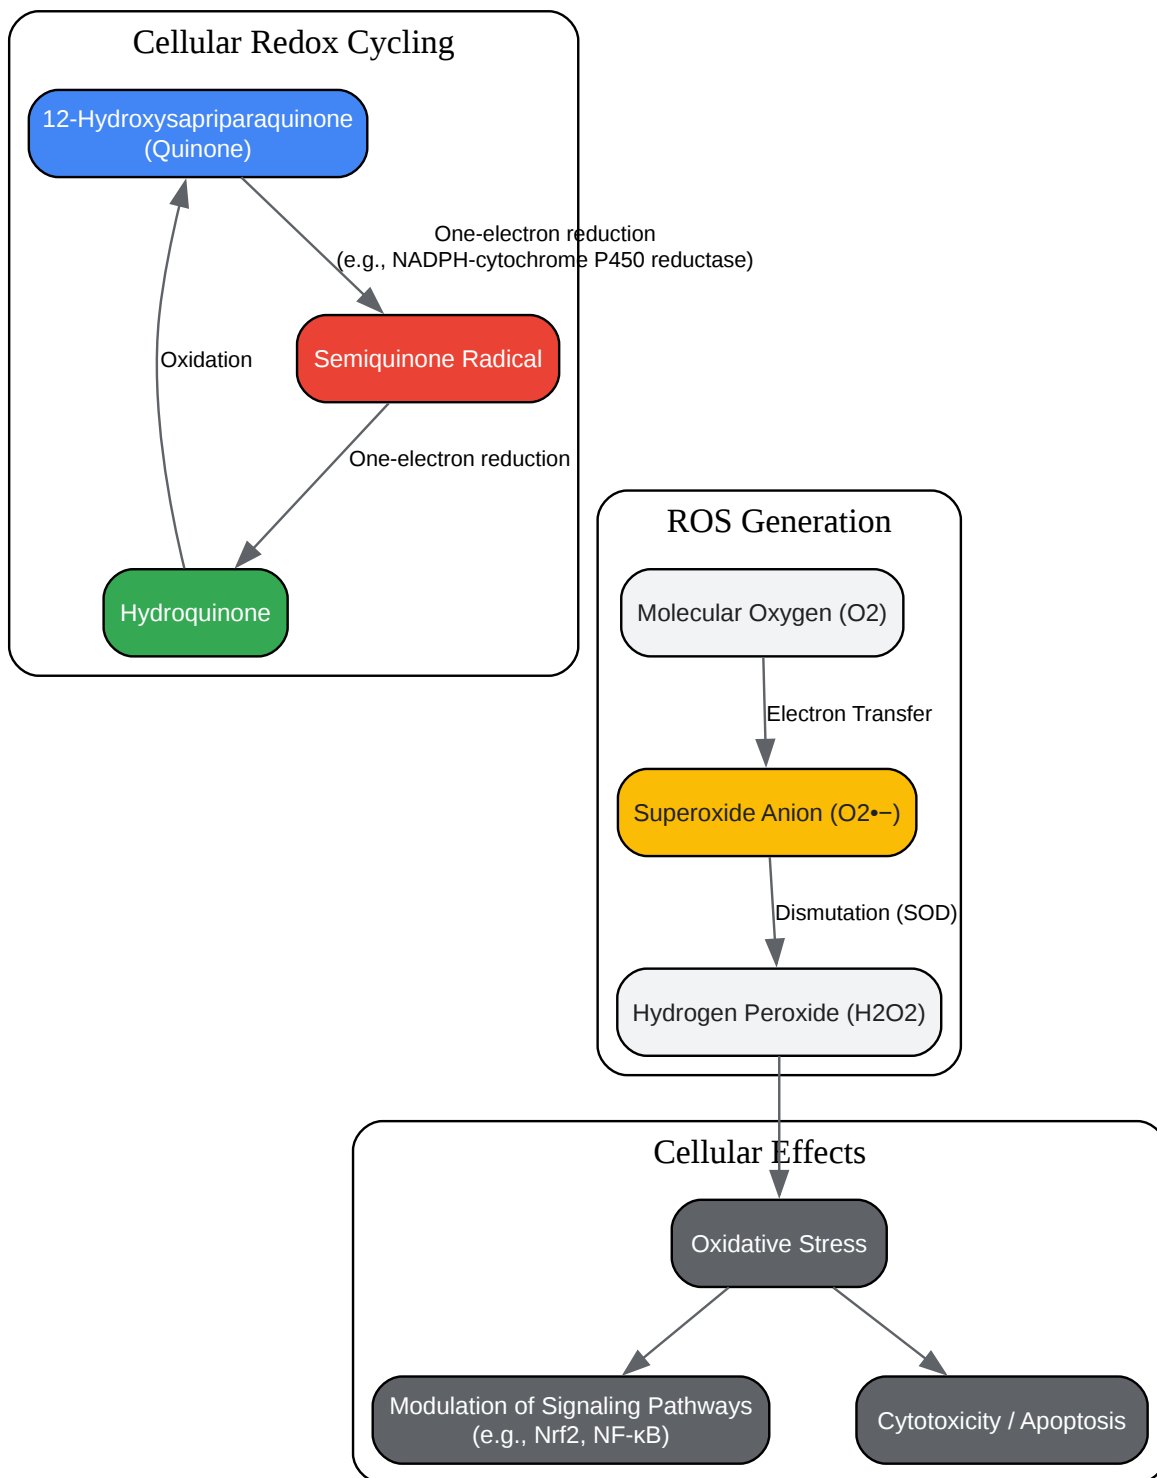 Cellular Redox Cycling
12-Hydroxysapriparaquinone
(Quinone)
One-electron reduction
(e.g., NADPH-cytochrome P450 reductase)
Oxidation
Semiquinone Radical
One-electron reduction
Hydroquinone
ROS Generation
Molecular Oxygen (O2)
Electron Transfer
Superoxide Anion (O2•−)
Dismutation (SOD)
Hydrogen Peroxide (H2O2)
Cellular Effects
Oxidative Stress
Modulation of Signaling Pathways
(e.g., Nrf2, NF-κB)
Cytotoxicity / Apoptosis